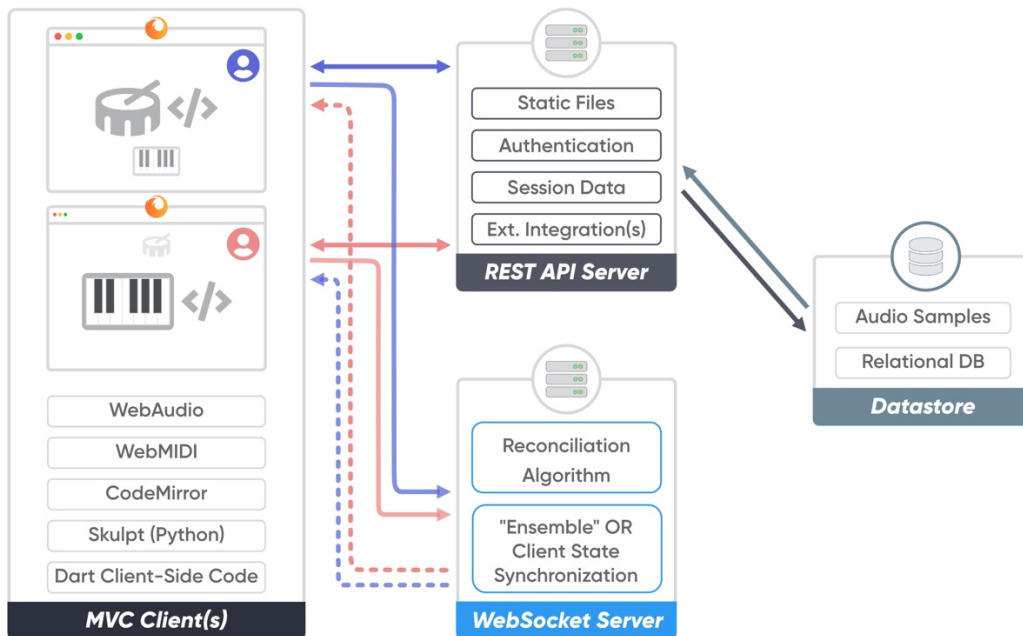 WebAudio
WebMIDI
CodeMirror
Skulpt (Python)
Dart Client-Side Code
MVC Client(s)
Static Files
Authentication
Session Data
Ext. Integration(s)
REST API Server
Reconciliation
Algorithm
"Ensemble" OR
Client State
Synchronization
WebSocket Server
Audio Samples
Relational DB
Datastore